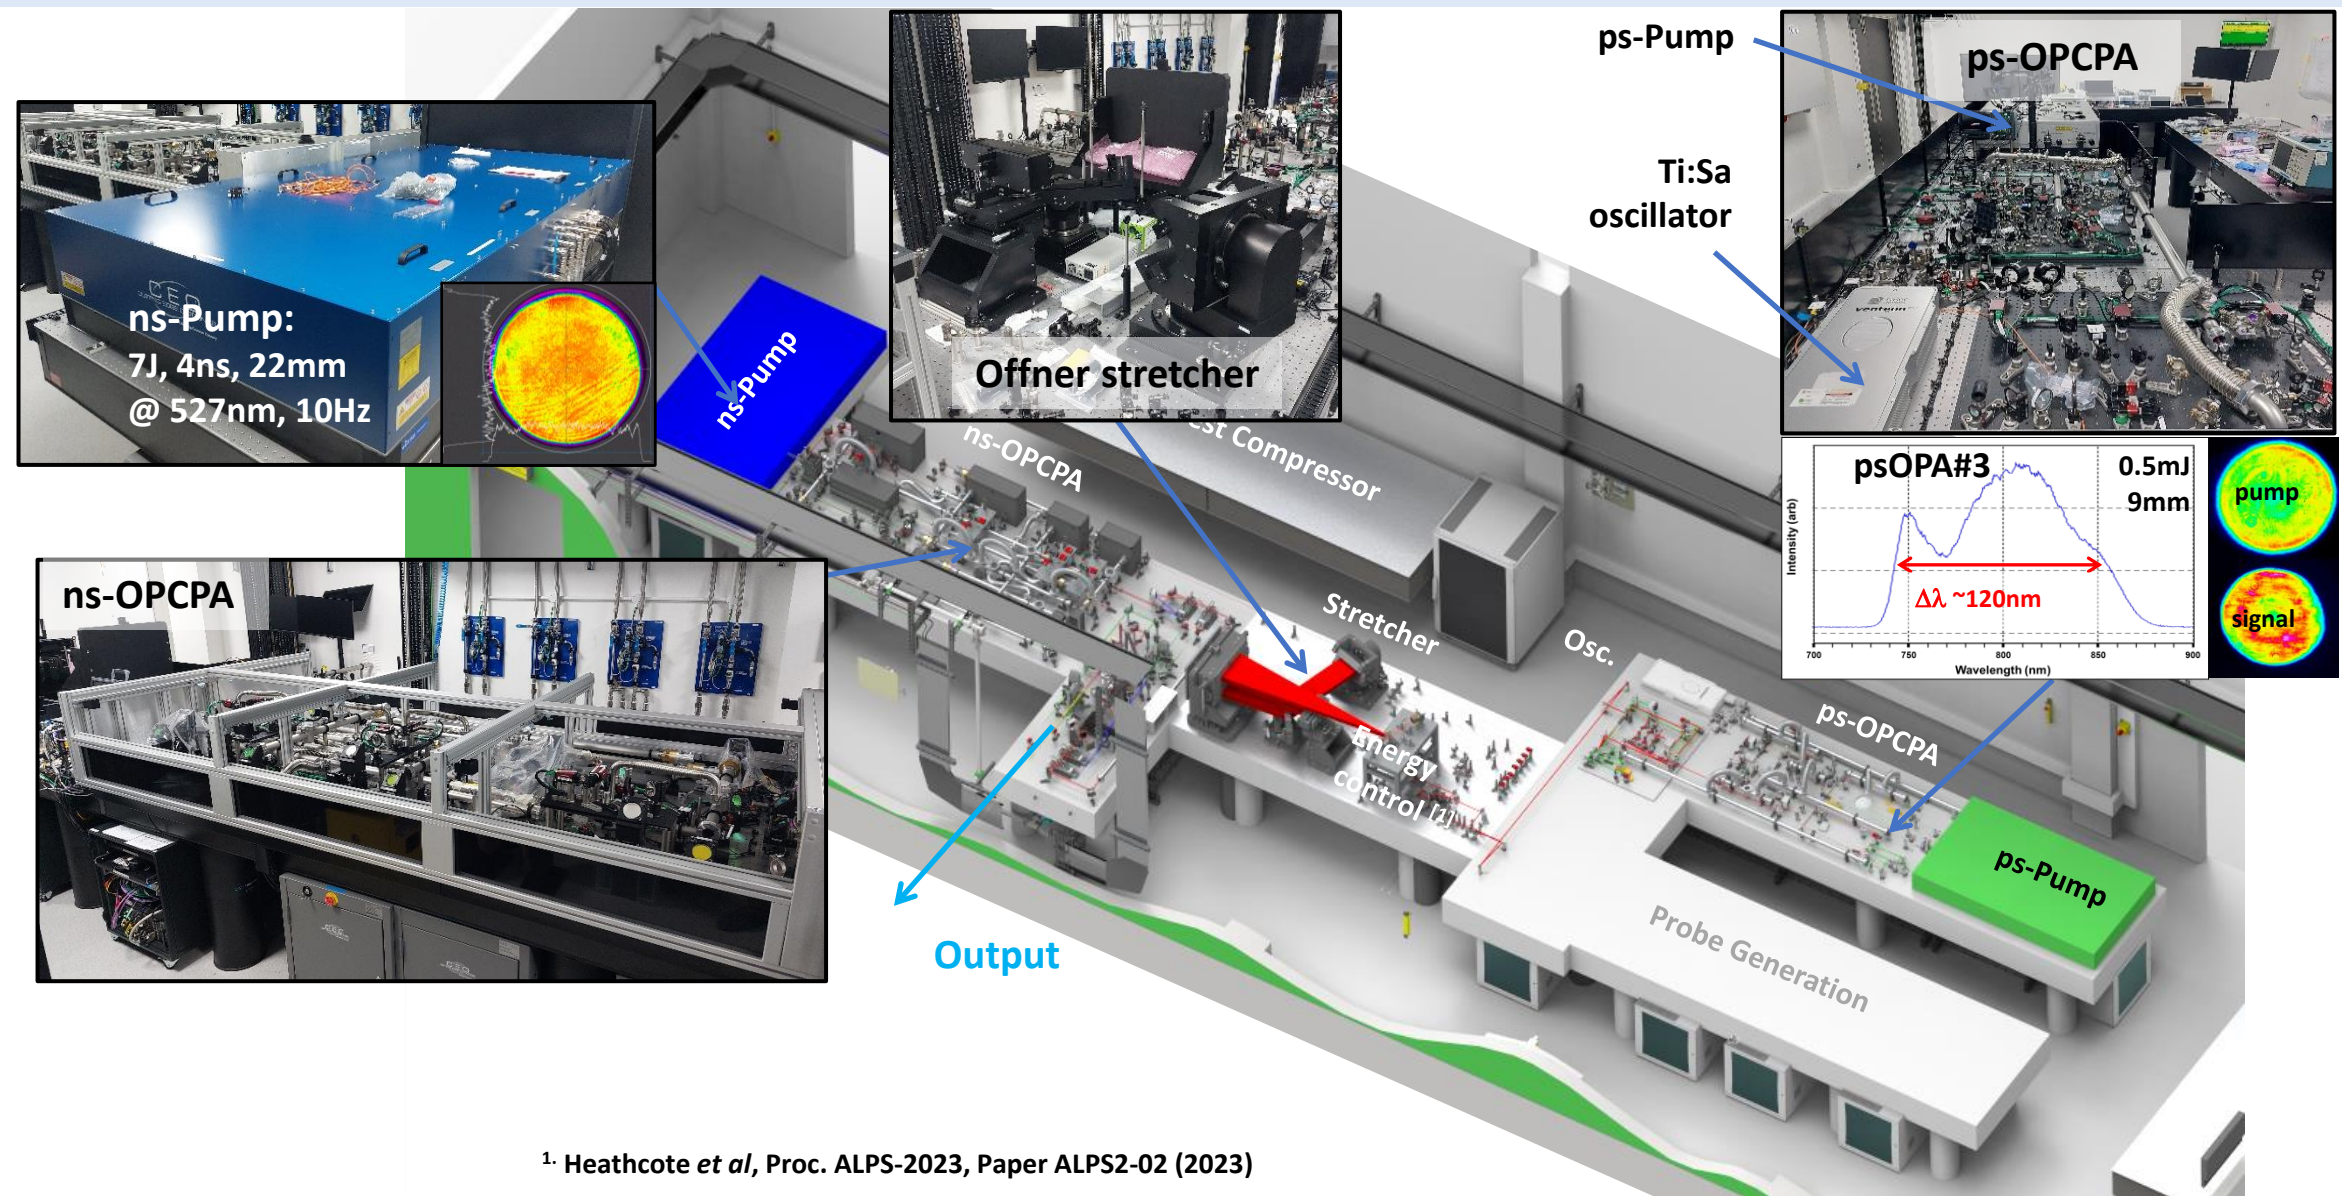 ns-Pump:
7J, 4ns, 22mm
@ 527nm, 10Hz
ns-Pump
Offner stretcher
ps-Pump
Ti:Sa
oscillator
ps-OPCPA
psOPA#3
0.5mJ
9mm
Δλ ~120nm
Intensity (arb)
700 750 800 850 900
Wavelength (nm)
pump
signal
ns-OPCPA
ns-OPCPA
Compressor
Stretcher
Osc.
Energy
control [1]
ps-OPCPA
ps-Pump
Probe Generation
Output
1. Heathcote et al, Proc. ALPS-2023, Paper ALPS2-02 (2023)